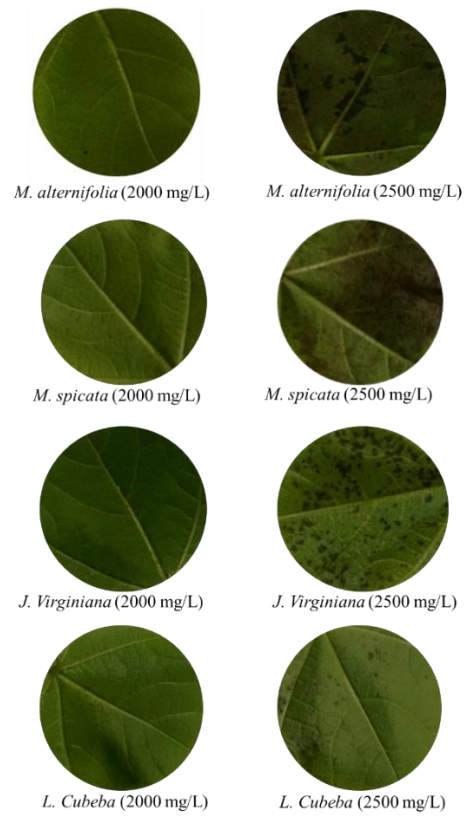 M. alternifolia (2000 mg/L)
M. alternifolia (2500 mg/L)
M. spicata (2000 mg/L)
M. spicata (2500 mg/L)
J. Virginiana (2000 mg/L)
J. Virginiana (2500 mg/L)
L. Cubeba (2000 mg/L)
L. Cubeba (2500 mg/L)